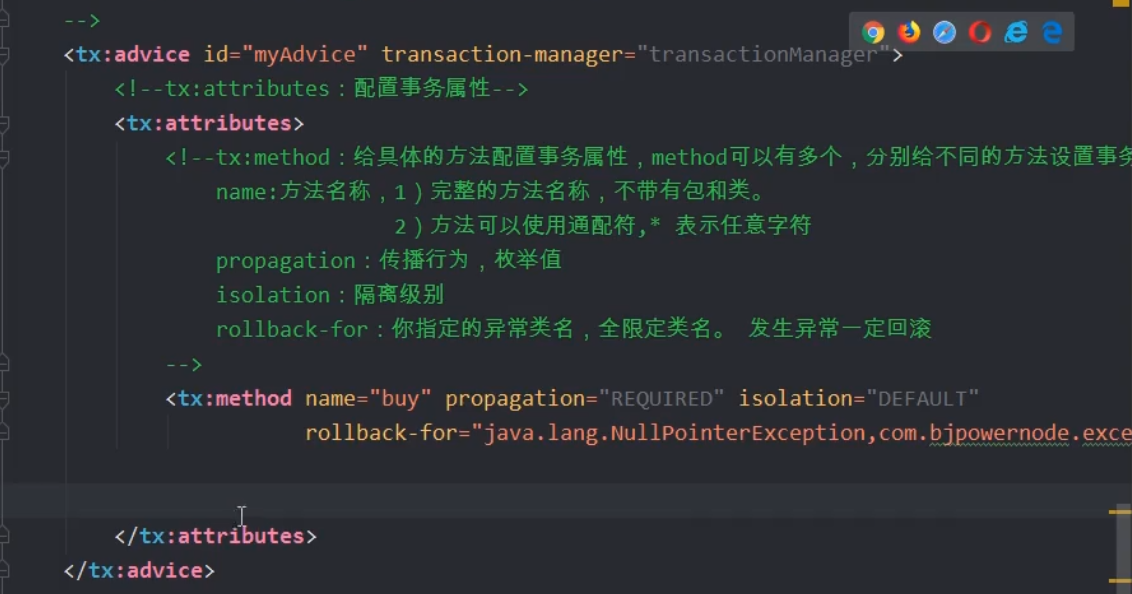 -->
<tx:advice id="myAdvice" transaction-manager="transactionManager">
<!--tx:attributes：配置事务属性-->
<tx:attributes>
<!--tx:method：给具体的方法配置事务属性，method可以有多个，分别给不同的方法设置事务
name:方法名称，1）完整的方法名称，不带有包和类。
2）方法可以使用通配符,* 表示任意字符
propagation：传播行为，枚举值
isolation：隔离级别
rollback-for：你指定的异常类名，全限定类名。 发生异常一定回滚
-->
<tx:method name="buy" propagation="REQUIRED" isolation="DEFAULT"
rollback-for="java.lang.NullPointerException,com.bjpowernode.exce
</tx:attributes>
</tx:advice>